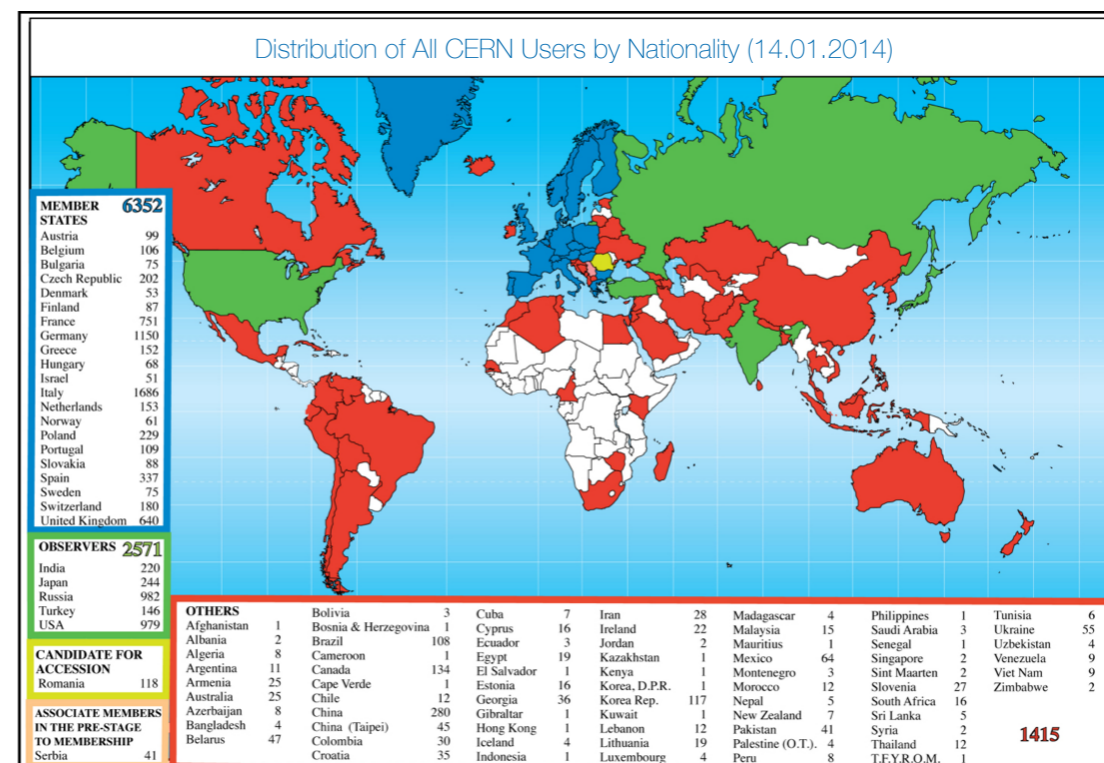 Distribution of All CERN Users by Nationality (14.01.2014)
MEMBER STATES 6352
Austria 99
Belgium 106
Bulgaria 75
Czech Republic 202
Denmark 53
Finland 87
France 751
Germany 1150
Greece 152
Hungary 68
Israel 51
Italy 1686
Netherlands 153
Norway 61
Poland 229
Portugal 109
Slovakia 88
Spain 337
Sweden 75
Switzerland 180
United Kingdom 640
OBSERVERS 2571
India 220
Japan 244
Russia 982
Turkey 146
USA 979
CANDIDATE FOR
ACCESSION
Romania 118
ASSOCIATE MEMBERS
IN THE PRE-STAGE
TO MEMBERSHIP
Serbia 41
OTHERS
Afghanistan 1
Albania 2
Algeria 8
Argentina 11
Armenia 25
Australia 25
Azerbaijan 8
Bangladesh 4
Belarus 47
Bolivia 3
Bosnia & Herzegovina 1
Brazil 108
Cameroon 1
Canada 134
Cape Verde 1
Chile 12
China 280
China (Taipei) 45
Colombia 30
Croatia 35
Cuba 7
Cyprus 16
Ecuador 3
Egypt 19
El Salvador 1
Estonia 16
Georgia 36
Gibraltar 1
Hong Kong 1
Iceland 4
Indonesia 1
Iran 28
Ireland 22
Jordan 2
Kazakhstan 1
Kenya 1
Korea, D.P.R. 1
Korea Rep. 117
Kuwait 1
Lebanon 12
Lithuania 19
Luxembourg 4
Madagascar 4
Malaysia 15
Mauritius 1
Mexico 64
Montenegro 3
Morocco 12
Nepal 5
New Zealand 7
Pakistan 41
Palestine (O.T.). 4
Peru 8
Philippines 1
Saudi Arabia 3
Senegal 1
Singapore 2
Sint Maarten 2
Slovenia 27
South Africa 16
Sri Lanka 5
Syria 2
Thailand 12
T.F.Y.R.O.M. 1
Tunisia 6
Ukraine 55
Uzbekistan 4
Venezuela 9
Viet Nam 9
Zimbabwe 2
1415